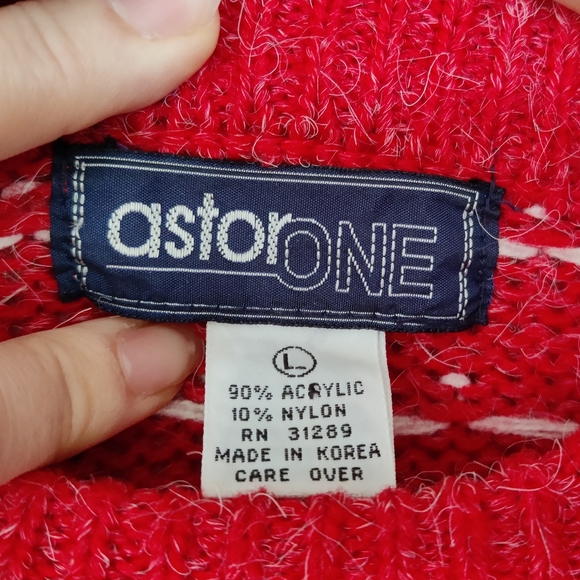 astorONE
L
90% ACRYLIC
10% NYLON
RN 31289
MADE IN KOREA
CARE OVER